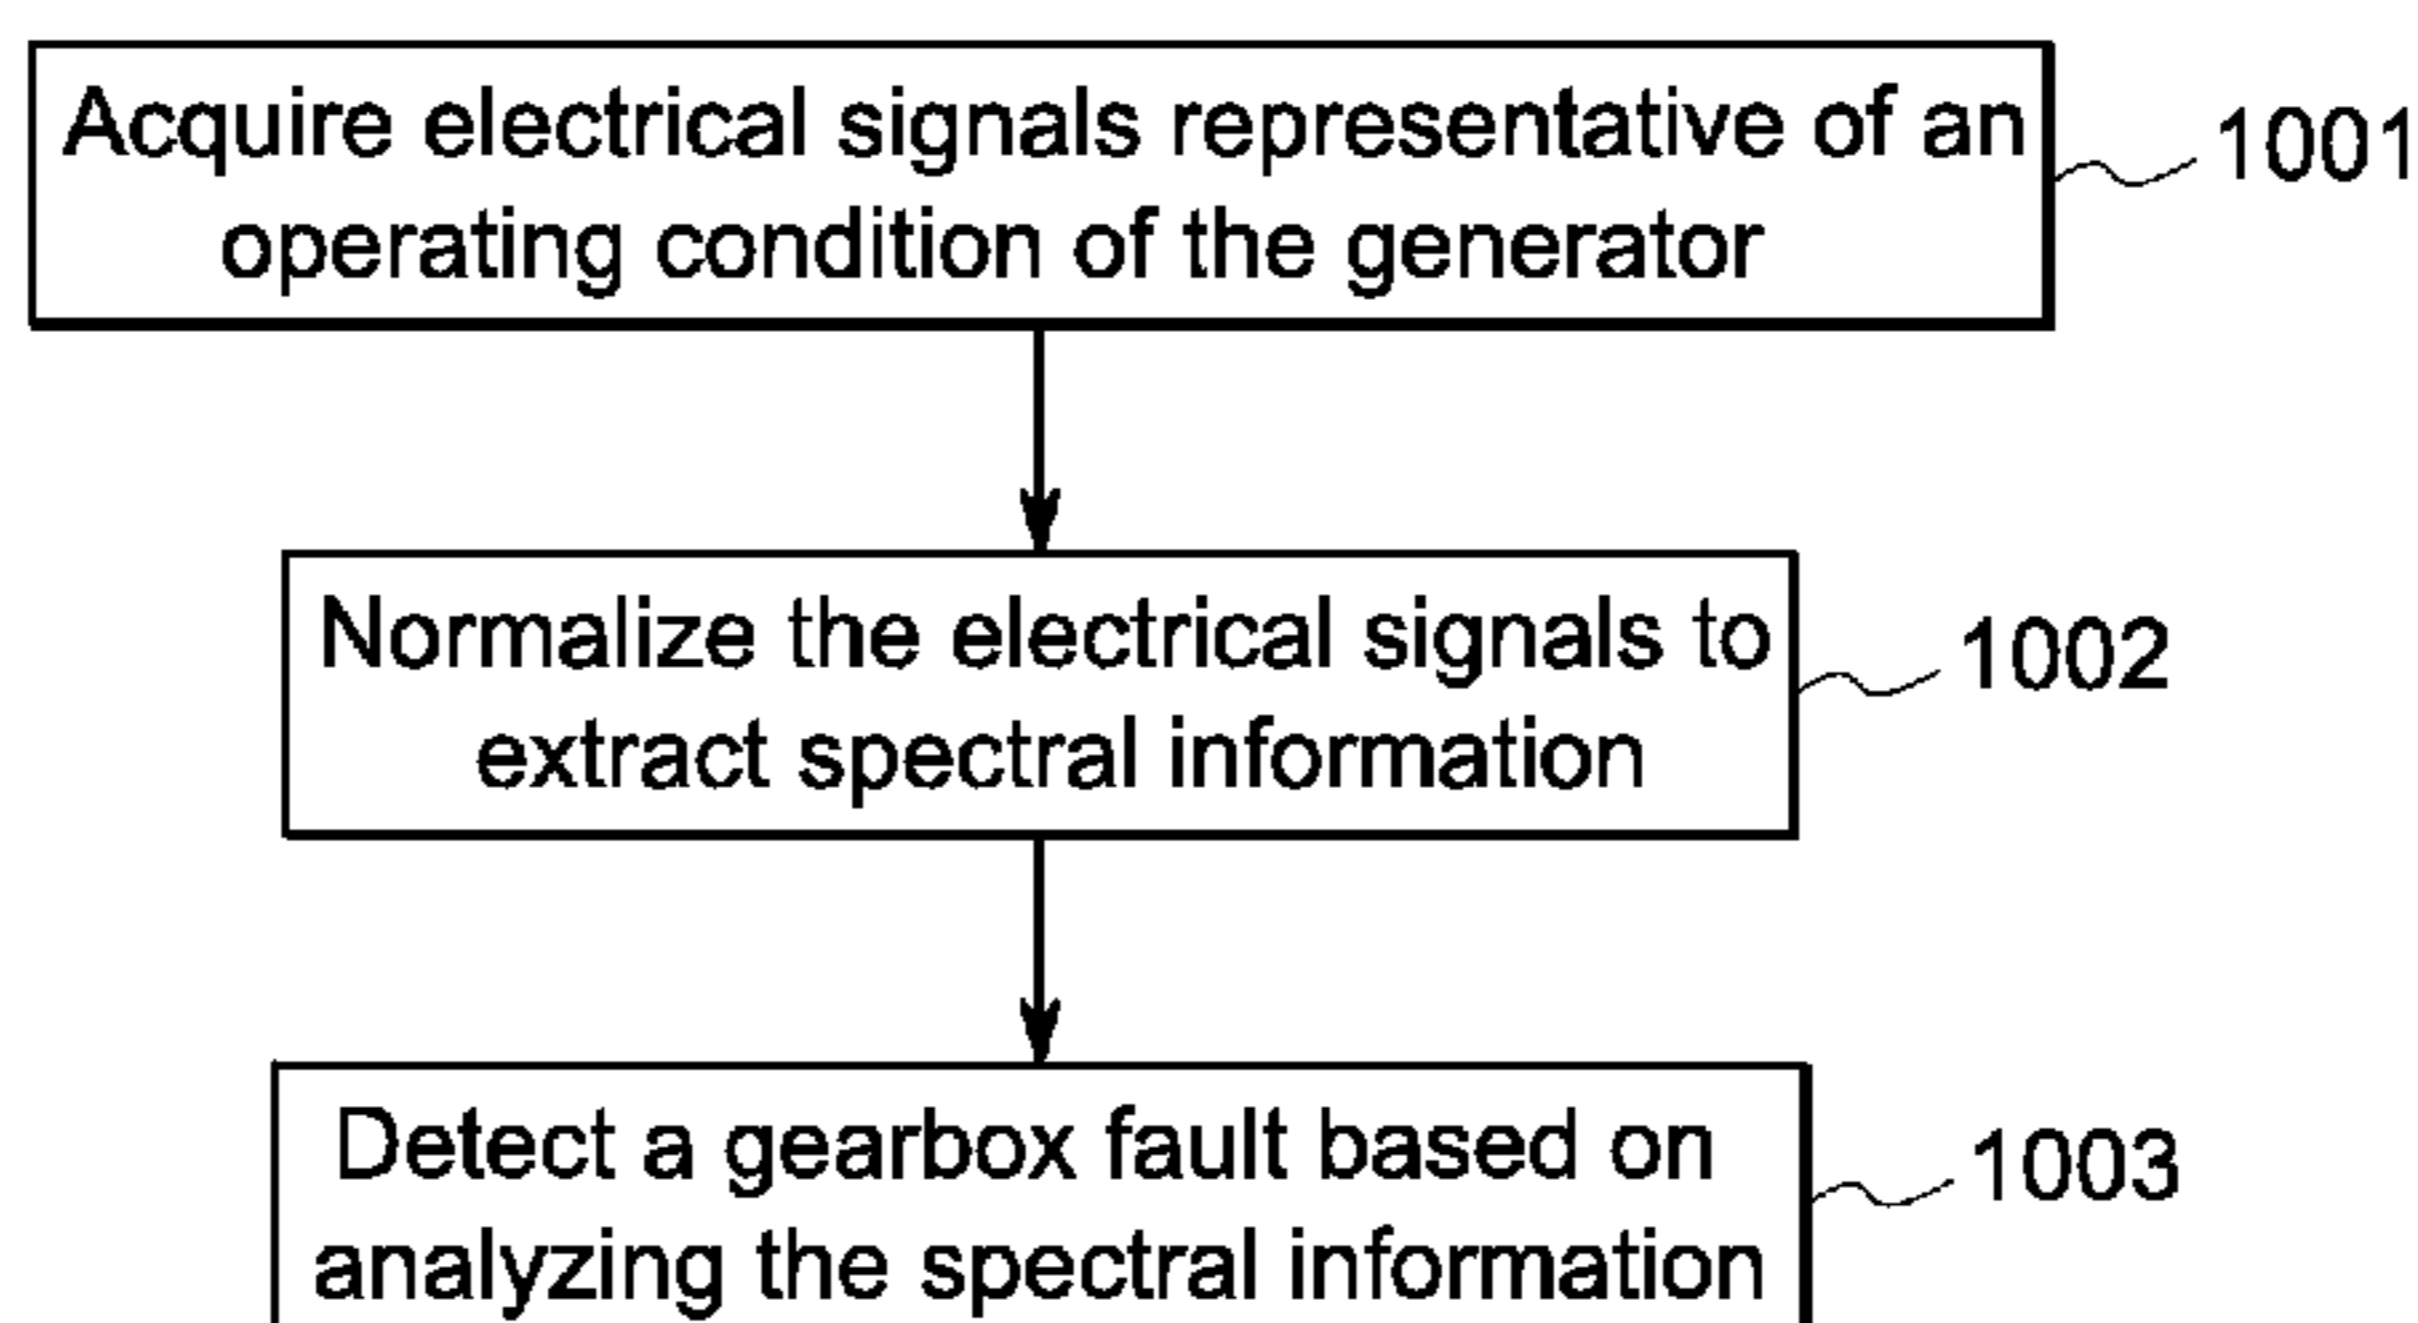 Acquire electrical signals representative of an
operating condition of the generator
1001
Normalize the electrical signals to
extract spectral information
1002
Detect a gearbox fault based on
analyzing the spectral information
1003